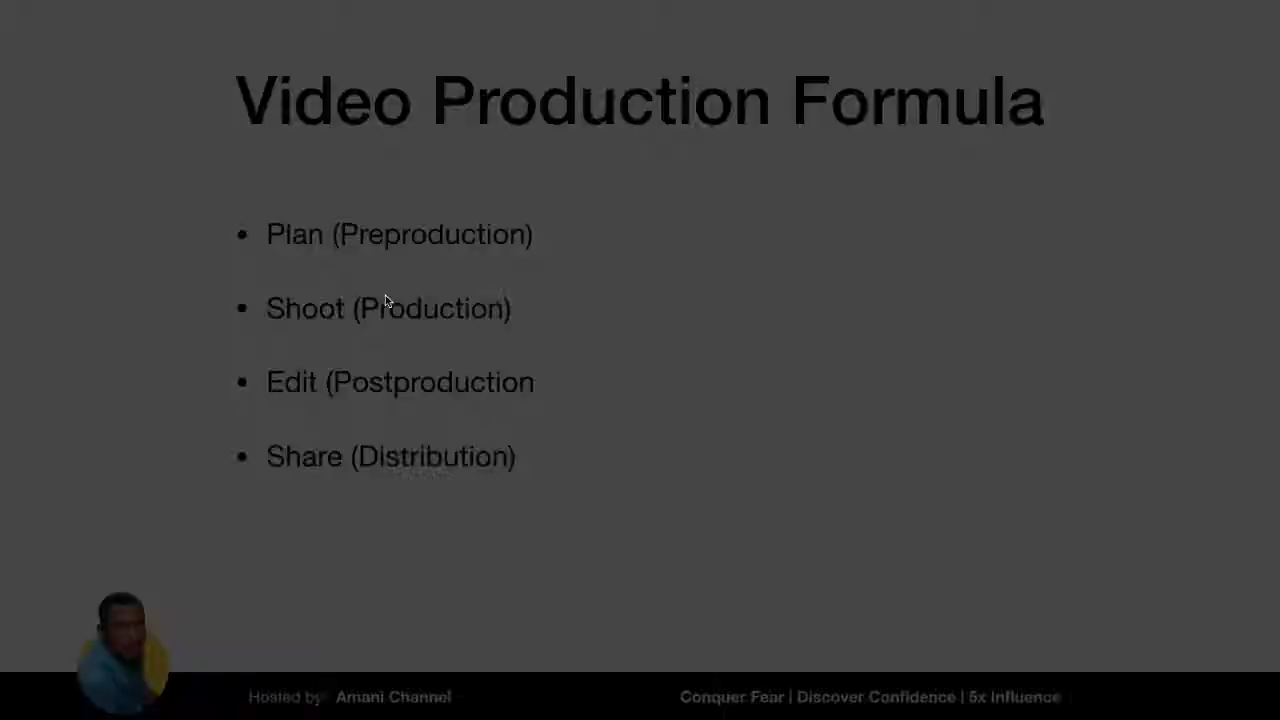 Video Production Formula
• Plan (Preproduction)
• Shoot (Production)
• Edit (Postproduction
• Share (Distribution)
Hosted by: Amani Channel
Conquer Fear | Discover Confidence | 5x Influence